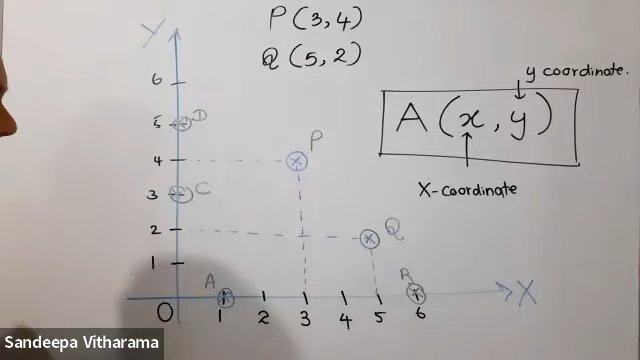 P (3, 4)
Q (5, 2)
Y
y coordinate.
A (x, y)
X-coordinate
6
5 D
4 P
3 C
2 Q
1
A B
O 1 2 3 4 5 6 X
Sandeepa Vitharama